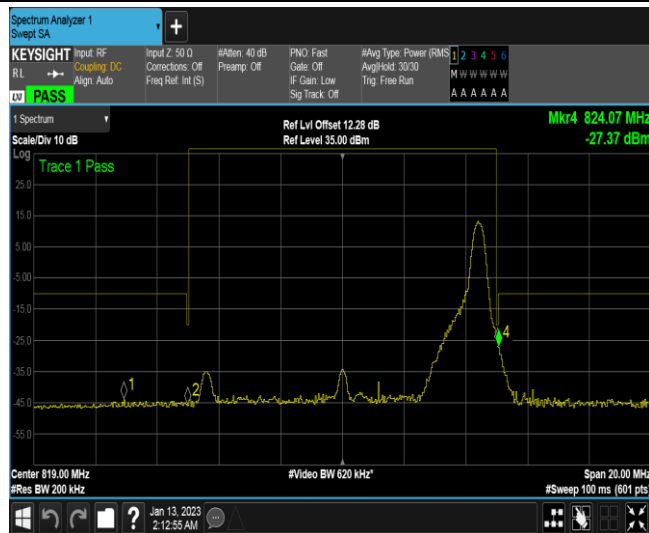 Spectrum Analyzer 1
Swept SA
+
KEYSIGHT
RL
LXI
PASS
Input: RF
Coupling: DC
Align: Auto
Input Z: 50 Ω
Corrections: Off
Freq Ref: Int (S)
#Atten: 40 dB
Preamp: Off
PNO: Fast
Gate: Off
IF Gain: Low
Sig Track: Off
#Avg Type: Power (RMS
Avg|Hold: 30/30
Trig: Free Run
1 2 3 4 5 6
M W W W W W
A A A A A A
1 Spectrum
Scale/Div 10 dB
Ref Lvl Offset 12.28 dB
Ref Level 35.00 dBm
Mkr4 824.07 MHz
-27.37 dBm
Log
Trace 1 Pass
25.0
15.0
5.00
-5.00
-15.0
-25.0
-35.0
-45.0
-55.0
1
2
4
Center 819.00 MHz
#Res BW 200 kHz
#Video BW 620 kHz*
Span 20.00 MHz
#Sweep 100 ms (601 pts)
?
Jan 13, 2023
2:12:55 AM